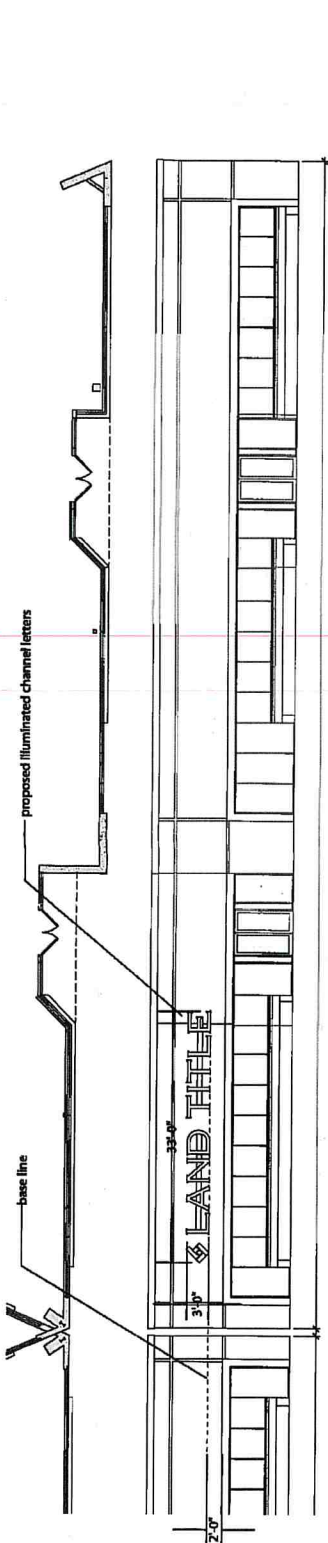 proposed illuminated channel letters
base line
33'-0"
LAND TITLE
3'-0"
2'-0"